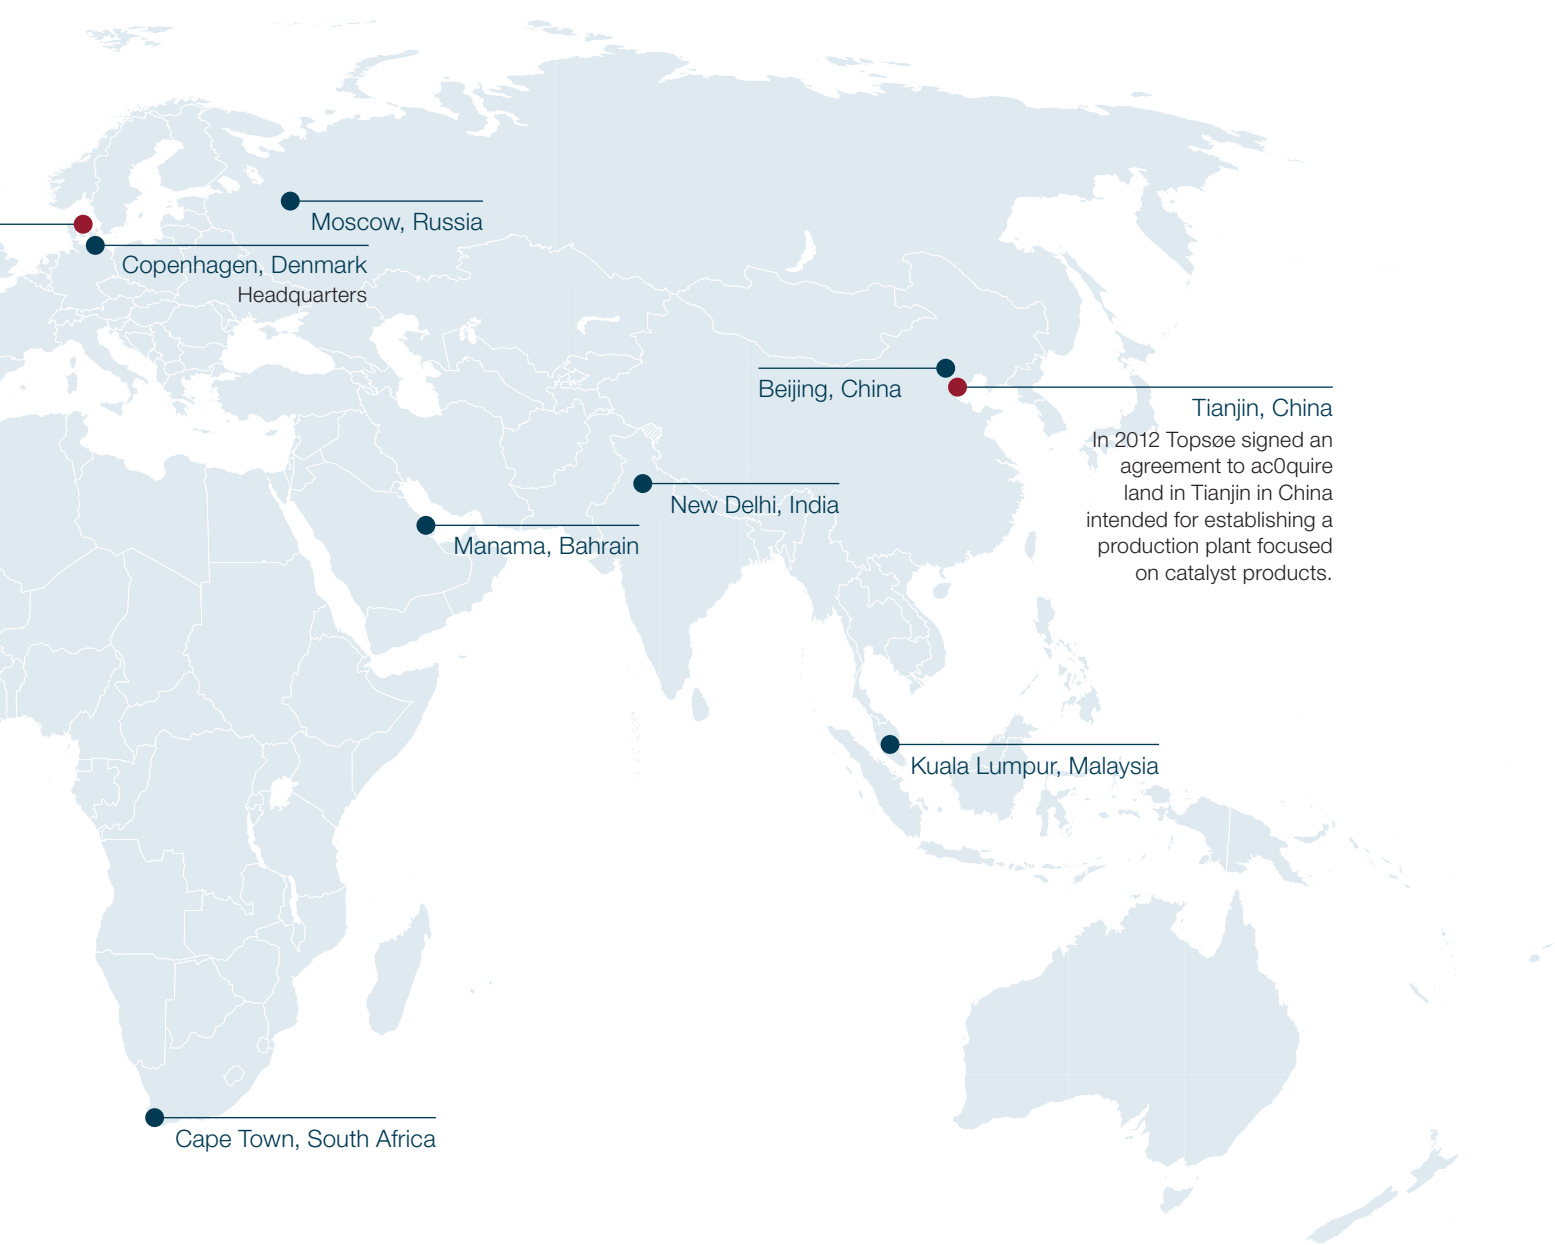 Moscow, Russia
Copenhagen, Denmark
Headquarters
Beijing, China
Tianjin, China
In 2012 Topsøe signed an
agreement to ac0quire
land in Tianjin in China
intended for establishing a
production plant focused
on catalyst products.
New Delhi, India
Manama, Bahrain
Kuala Lumpur, Malaysia
Cape Town, South Africa